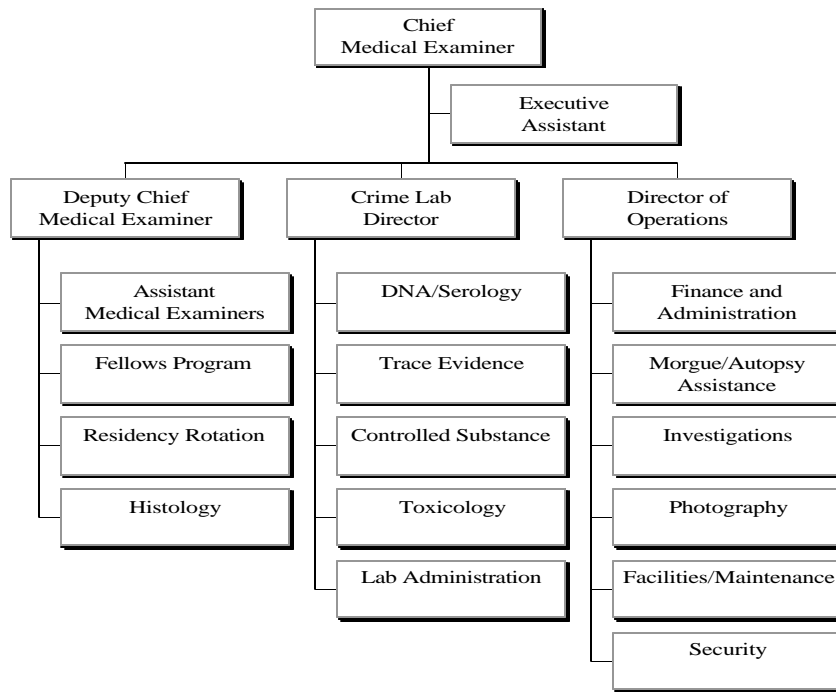 Chief
Medical Examiner
Executive
Assistant
Deputy Chief
Medical Examiner
Crime Lab
Director
Director of
Operations
Assistant
Medical Examiners
Fellows Program
Residency Rotation
Histology
DNA/Serology
Trace Evidence
Controlled Substance
Toxicology
Lab Administration
Finance and
Administration
Morgue/Autopsy
Assistance
Investigations
Photography
Facilities/Maintenance
Security